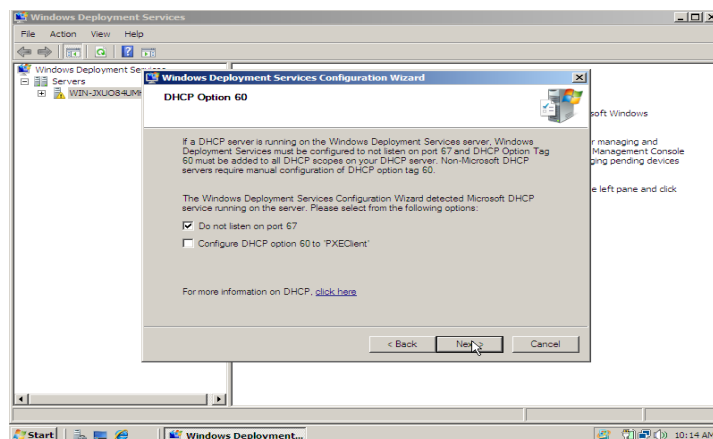 Windows Deployment Services
File Action View Help
Windows Deployment Services
Servers
WIN-JXUO84UM
Windows Deployment Services Configuration Wizard
DHCP Option 60
If a DHCP server is running on the Windows Deployment Services server, Windows
Deployment Services must be configured to not listen on port 67 and DHCP Option Tag
60 must be added to all DHCP scopes on your DHCP server. Non-Microsoft DHCP
servers require manual configuration of DHCP option tag 60.
The Windows Deployment Services Configuration Wizard detected Microsoft DHCP
service running on the server. Please select from the following options:
Do not listen on port 67
Configure DHCP option 60 to 'PXEClient'
For more information on DHCP, click here
< Back Next > Cancel
soft Windows
r managing and
Management Console
ging pending devices
e left pane and click
Start Windows Deployment... 10:14 AM